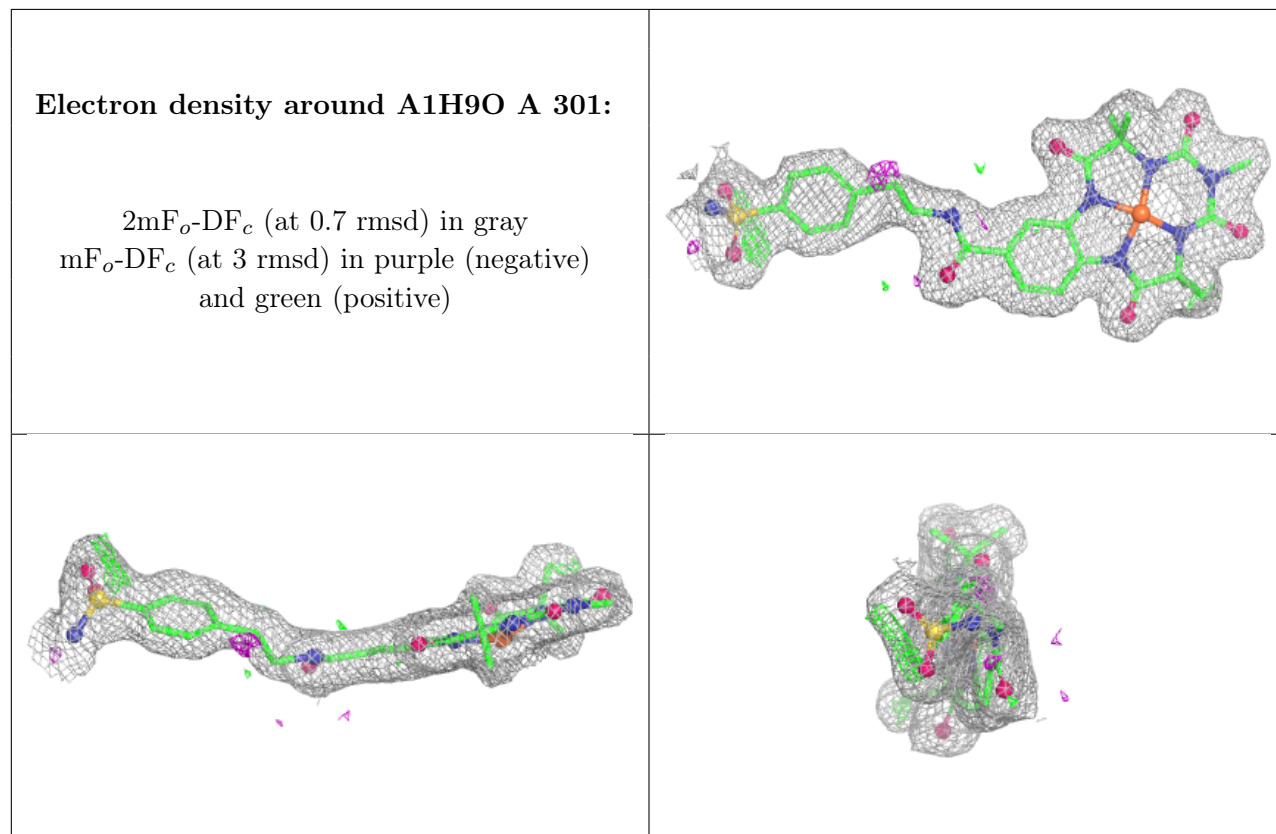 Electron density around A1H9O A 301:
2mFo-DFc (at 0.7 rmsd) in gray
mFo-DFc (at 3 rmsd) in purple (negative)
and green (positive)